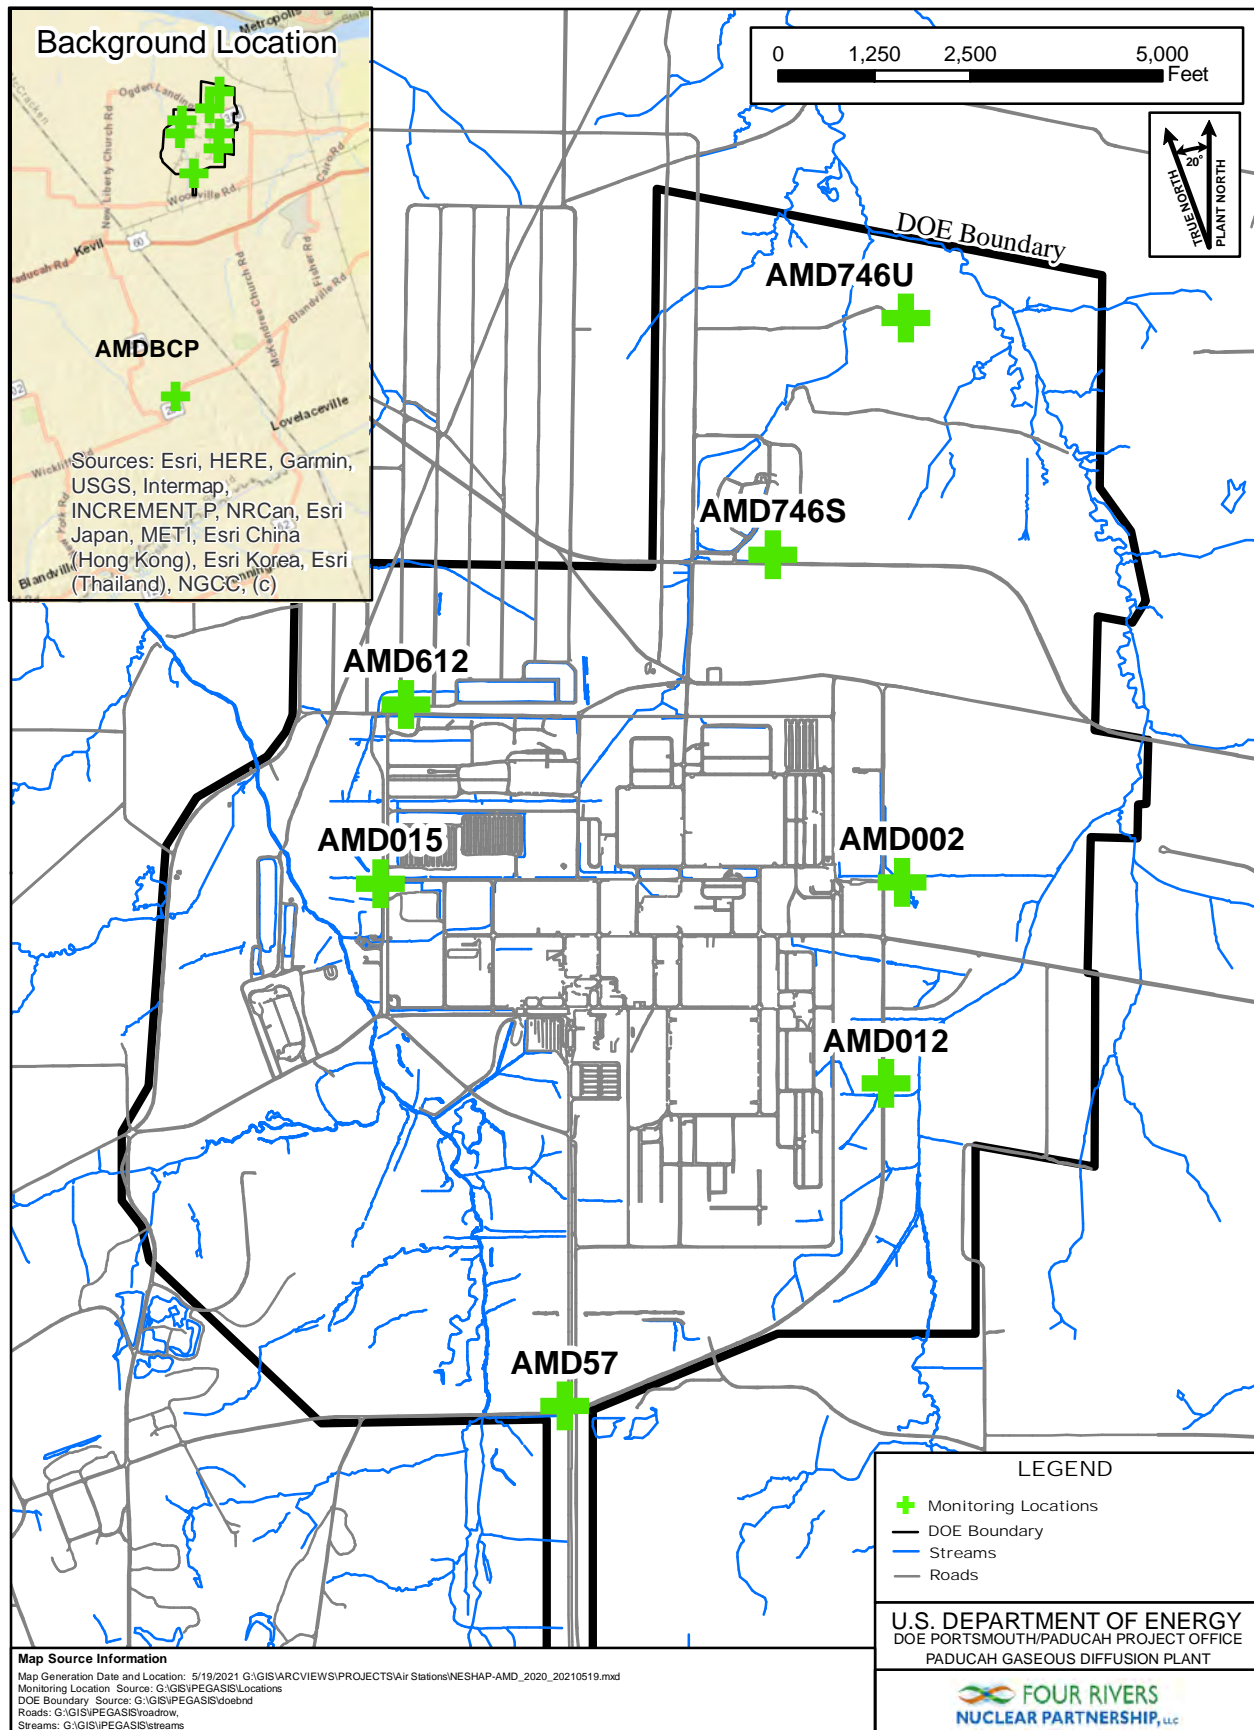 Background Location
Metropolis
McCracken
Ogden Landing
New Liberty Church Rd
Woodville Rd
Cairo Rd
Kevil
60
Paducah Rd
McKendree Church Rd
Fisher Rd
Blandville Rd
AMDBCP
Lovelaceville
Wickliffe Rd
Blandville
Sources: Esri, HERE, Garmin,
USGS, Intermap,
INCREMENT P, NRCan, Esri
Japan, METI, Esri China
(Hong Kong), Esri Korea, Esri
(Thailand), NGCC, (c)
0 1,250 2,500 5,000
Feet
20°
TRUE NORTH
PLANT NORTH
DOE Boundary
AMD746U
AMD746S
AMD612
AMD015
AMD002
AMD012
AMD57
LEGEND
Monitoring Locations
DOE Boundary
Streams
Roads
U.S. DEPARTMENT OF ENERGY
DOE PORTSMOUTH/PADUCAH PROJECT OFFICE
PADUCAH GASEOUS DIFFUSION PLANT
FOUR RIVERS
NUCLEAR PARTNERSHIP, LLC
Map Source Information
Map Generation Date and Location: 5/19/2021 G:\GIS\ARCVIEWS\PROJECTS\Air Stations\NESHAP-AMD_2020_20210519.mxd
Monitoring Location Source: G:\GIS\PEGASIS\Locations
DOE Boundary Source: G:\GIS\PEGASIS\doebnd
Roads: G:\GIS\PEGASIS\roadrow,
Streams: G:\GIS\PEGASIS\streams